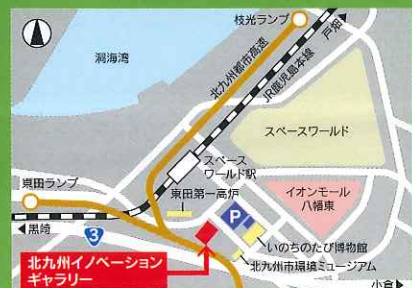 枝光ランプ
戸畑
洞海湾
北九州都市高速
JR鹿児島本線
スペースワールド
スペース
ワールド駅
東田ランプ
東田第一高炉
イオンモール
八幡東
P
黒崎
3
いのちのたび博物館
北九州市環境ミュージアム
北九州イノベーション
ギャラリー
小倉